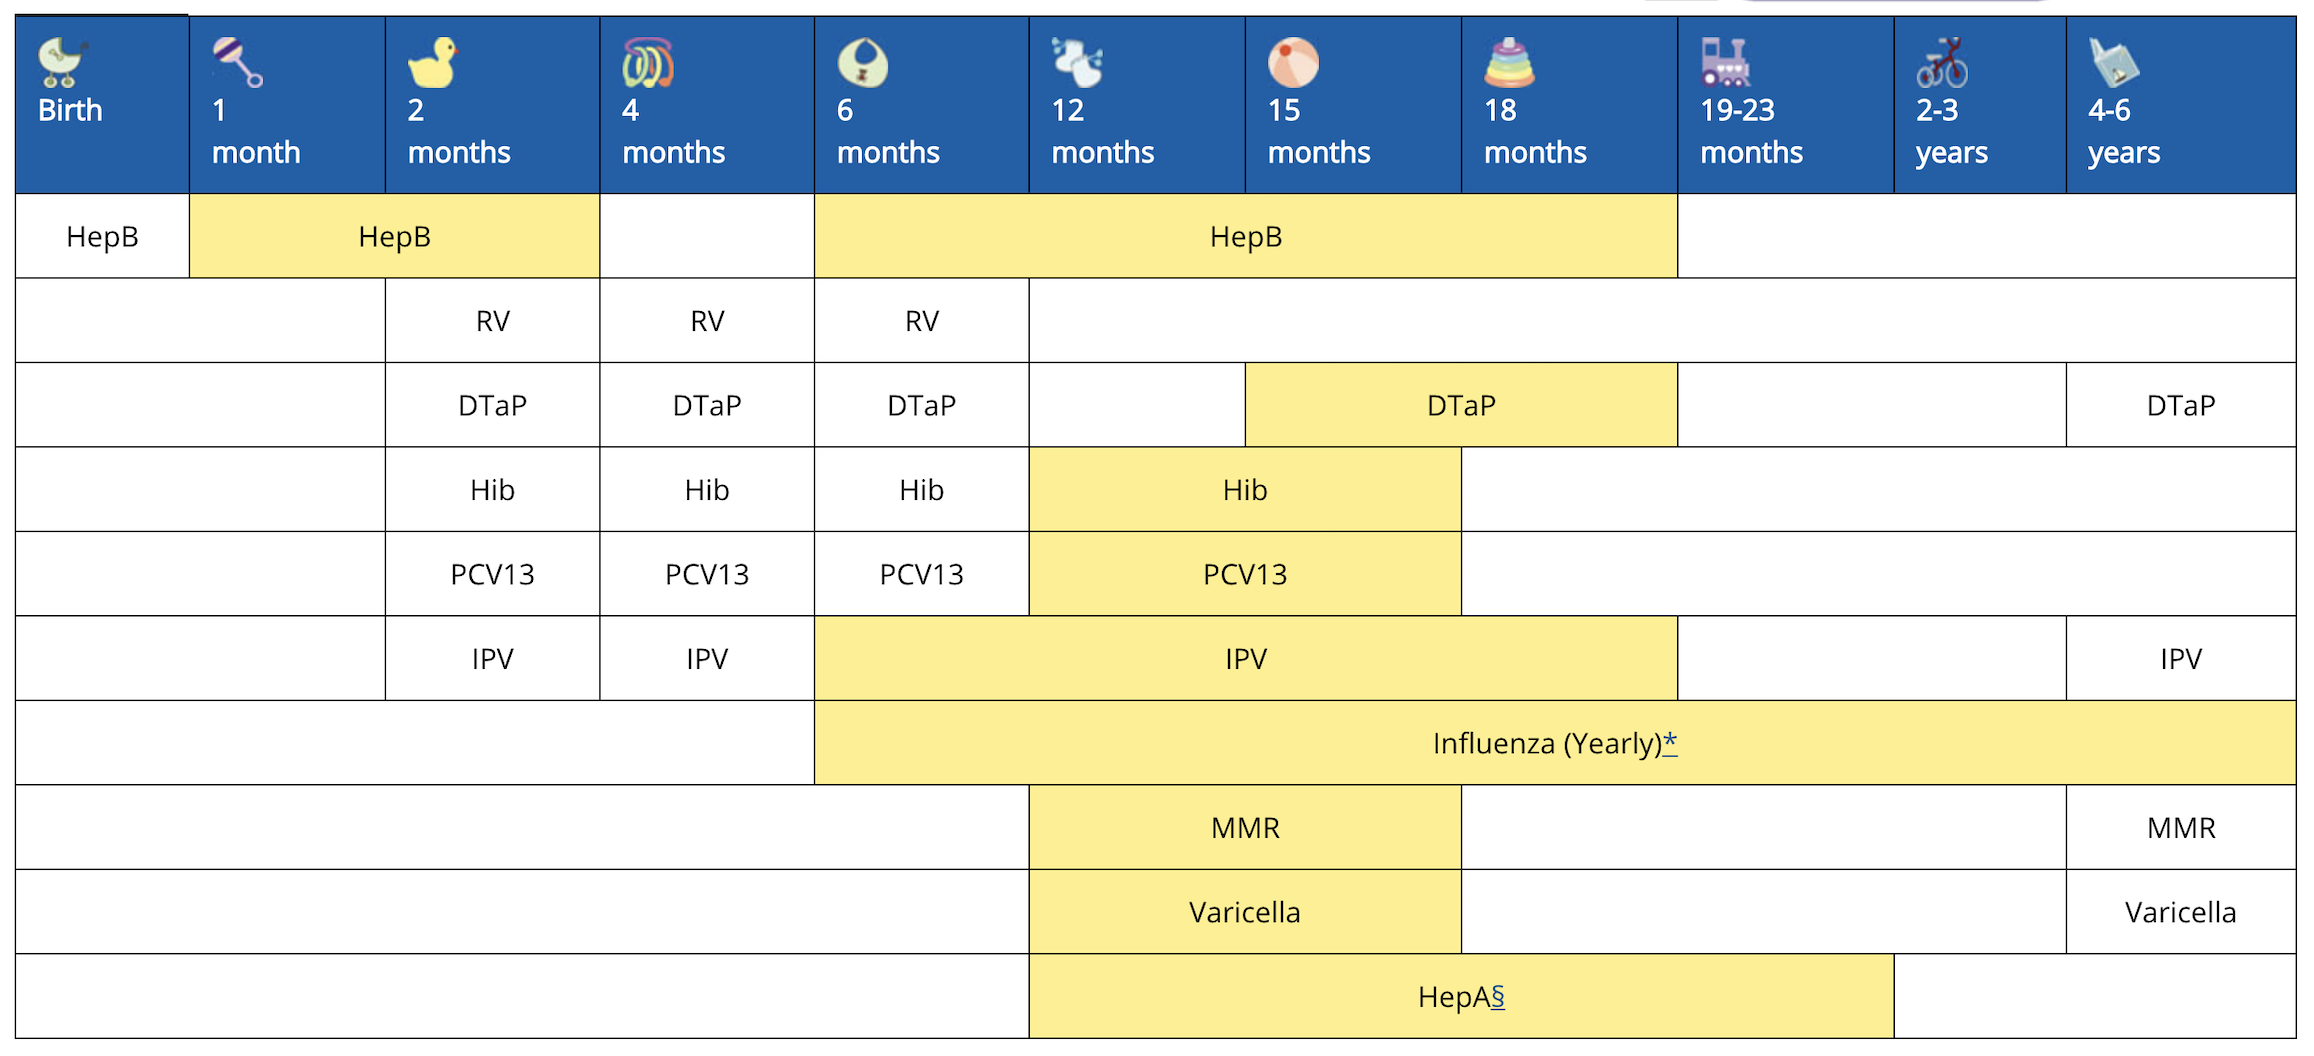 Birth
1 month
2 months
4 months
6 months
12 months
15 months
18 months
19-23 months
2-3 years
4-6 years
HepB HepB HepB
RV RV RV
DTaP DTaP DTaP DTaP DTaP
Hib Hib Hib Hib
PCV13 PCV13 PCV13 PCV13
IPV IPV IPV IPV
Influenza (Yearly)*
MMR MMR
Varicella Varicella
HepA§